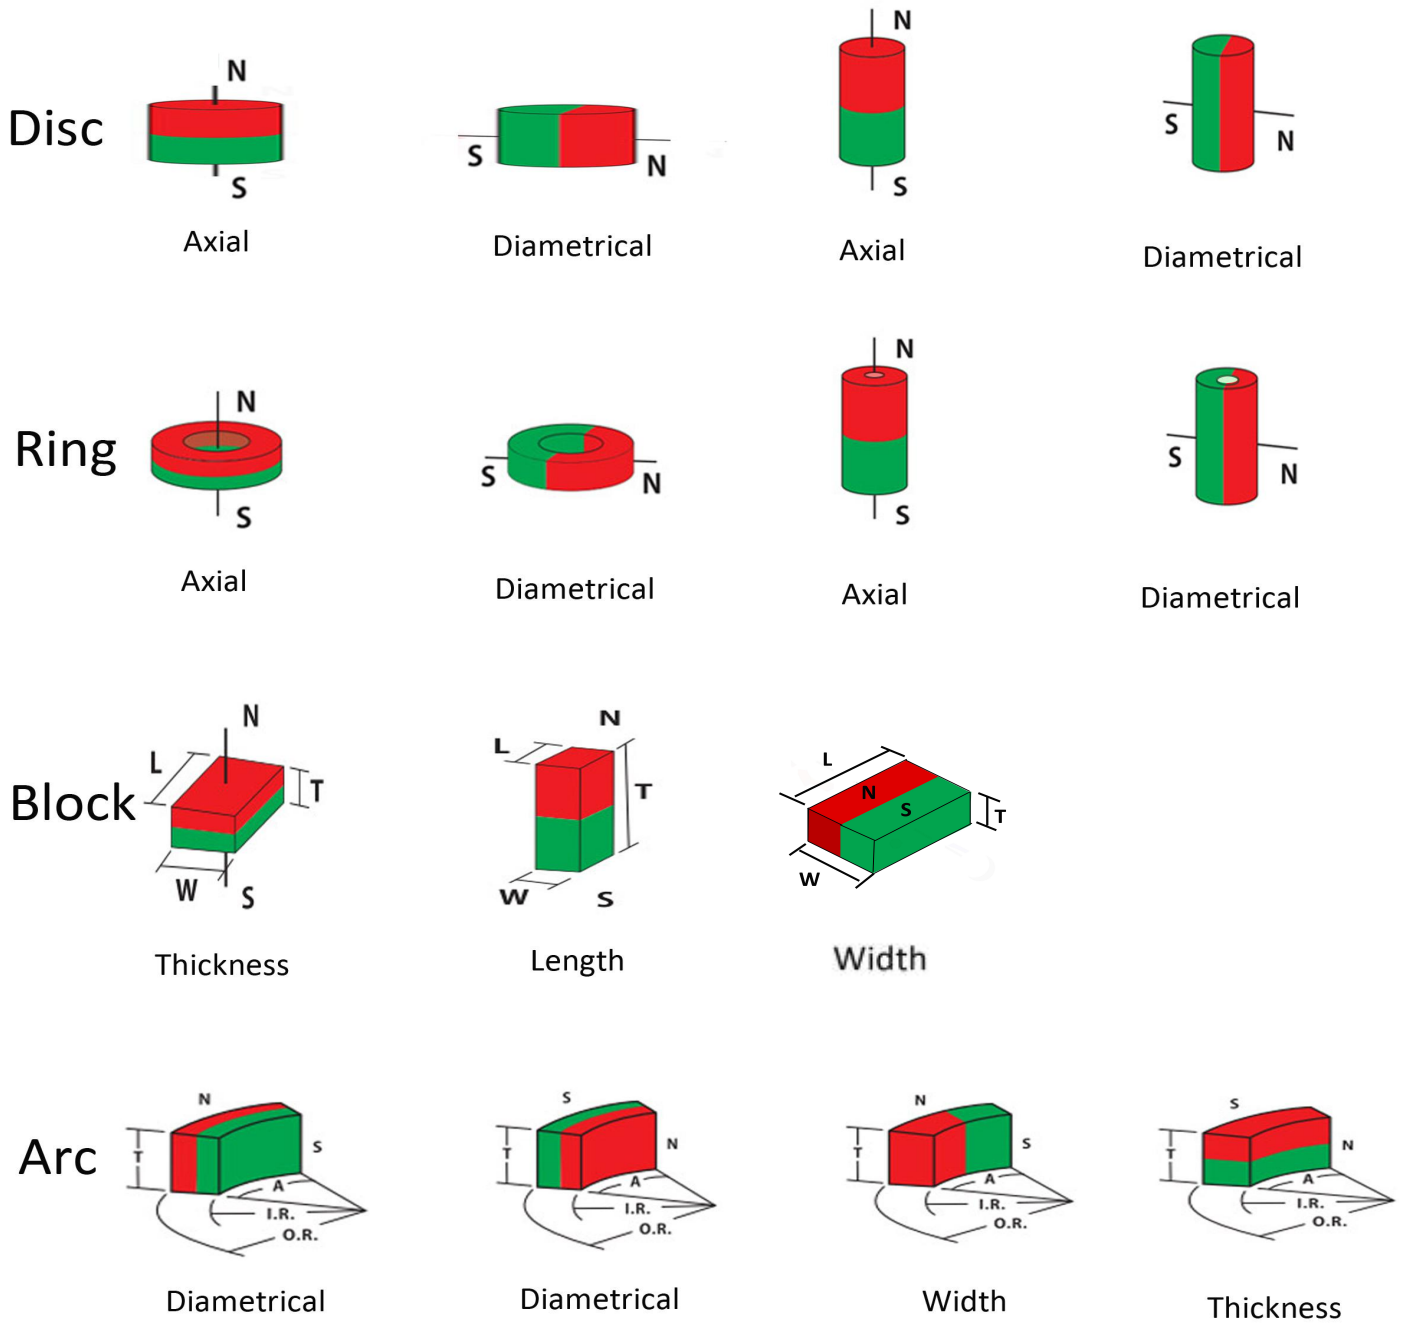 Disc
N
S
Axial
S
N
Diametrical
N
S
Axial
S
N
Diametrical
Ring
N
S
Axial
S
N
Diametrical
N
S
Axial
S
N
Diametrical
Block
N
L
T
W
S
Thickness
N
L
T
W
S
Length
L
N
S
T
W
Width
Arc
N
T
S
A
I.R.
O.R.
Diametrical
S
T
N
A
I.R.
O.R.
Diametrical
N
T
S
A
I.R.
O.R.
Width
S
T
N
A
I.R.
O.R.
Thickness